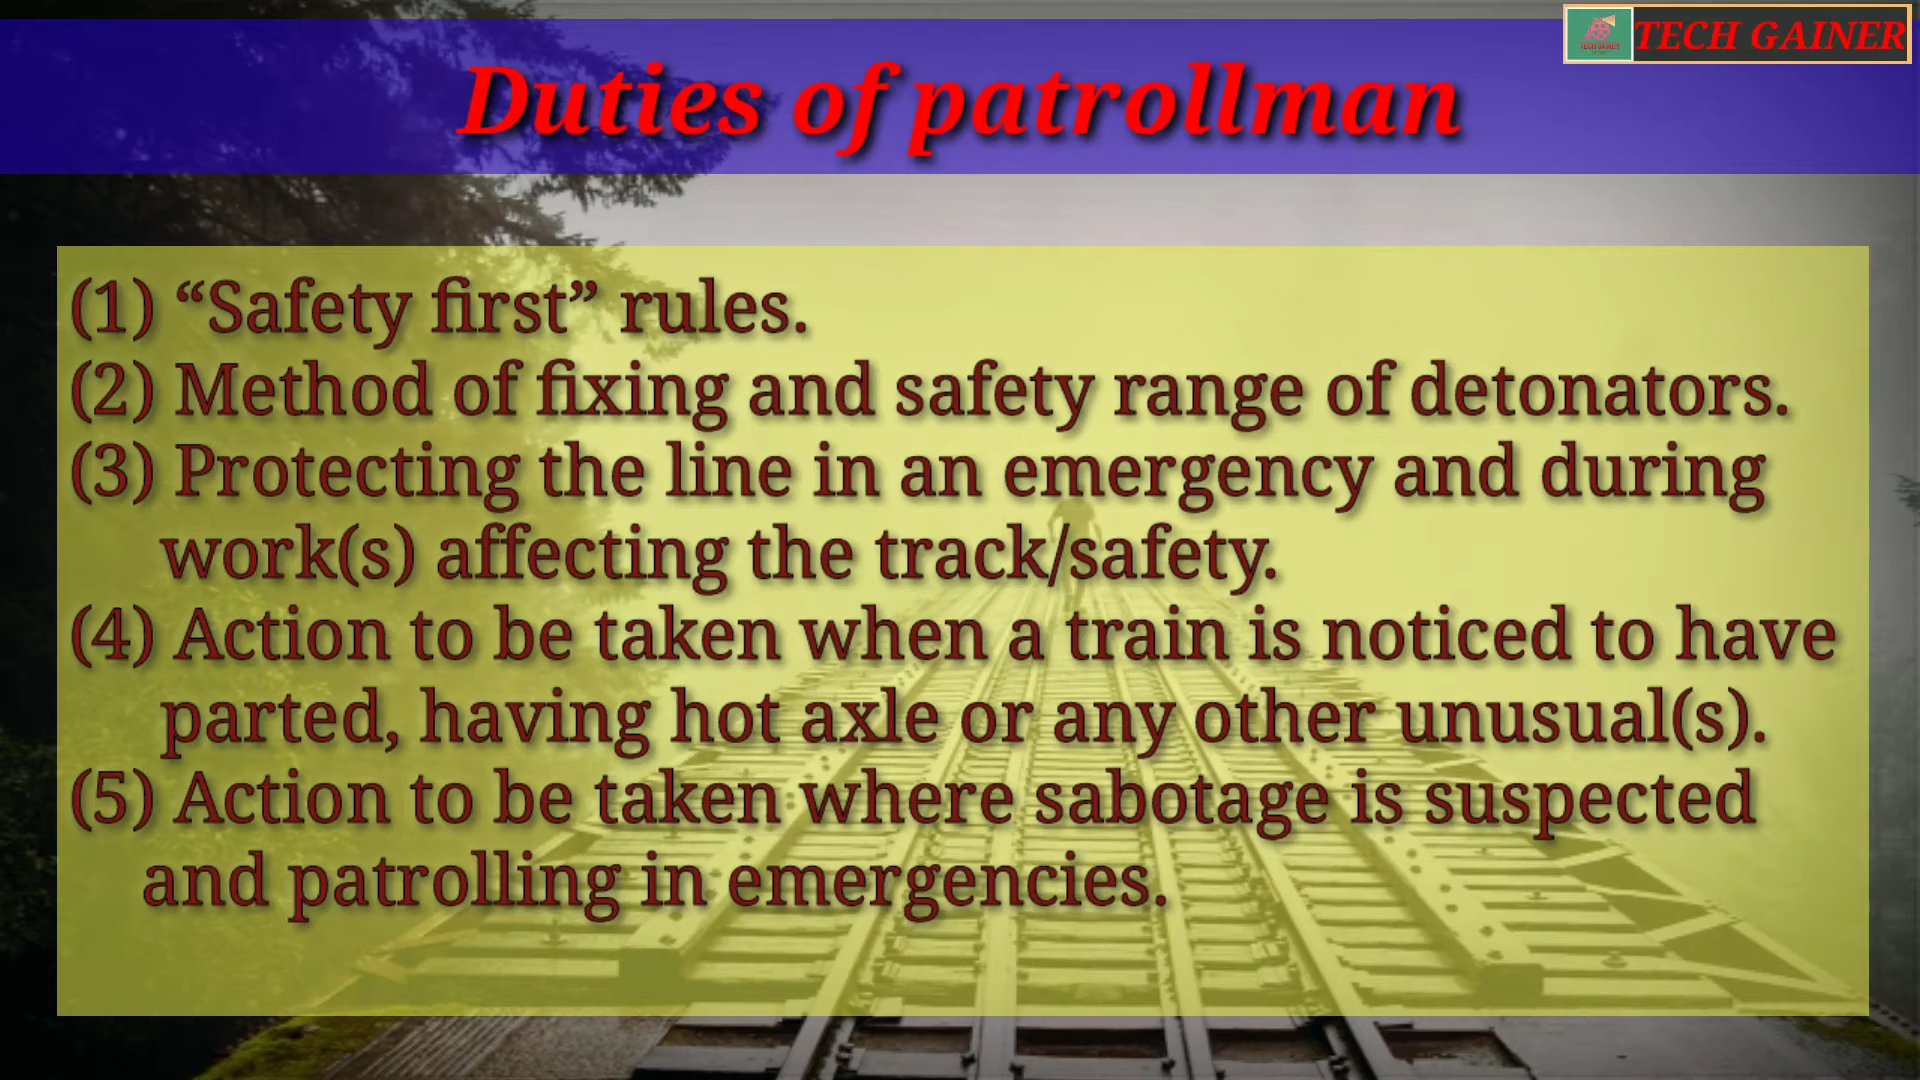 TECH GAINER
Duties of patrollman
(1) “Safety first” rules.
(2) Method of fixing and safety range of detonators.
(3) Protecting the line in an emergency and during
work(s) affecting the track/safety.
(4) Action to be taken when a train is noticed to have
parted, having hot axle or any other unusual(s).
(5) Action to be taken where sabotage is suspected
and patrolling in emergencies.